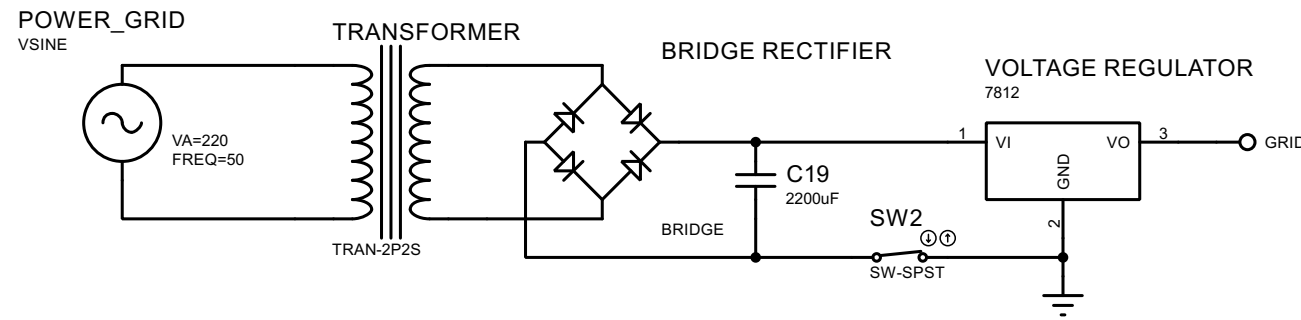 POWER_GRID
VSINE
TRANSFORMER
BRIDGE RECTIFIER
VOLTAGE REGULATOR
7812
VA=220
FREQ=50
1
VI
VO
3
GRID
GND
2
C19
2200uF
SW2
BRIDGE
TRAN-2P2S
SW-SPST